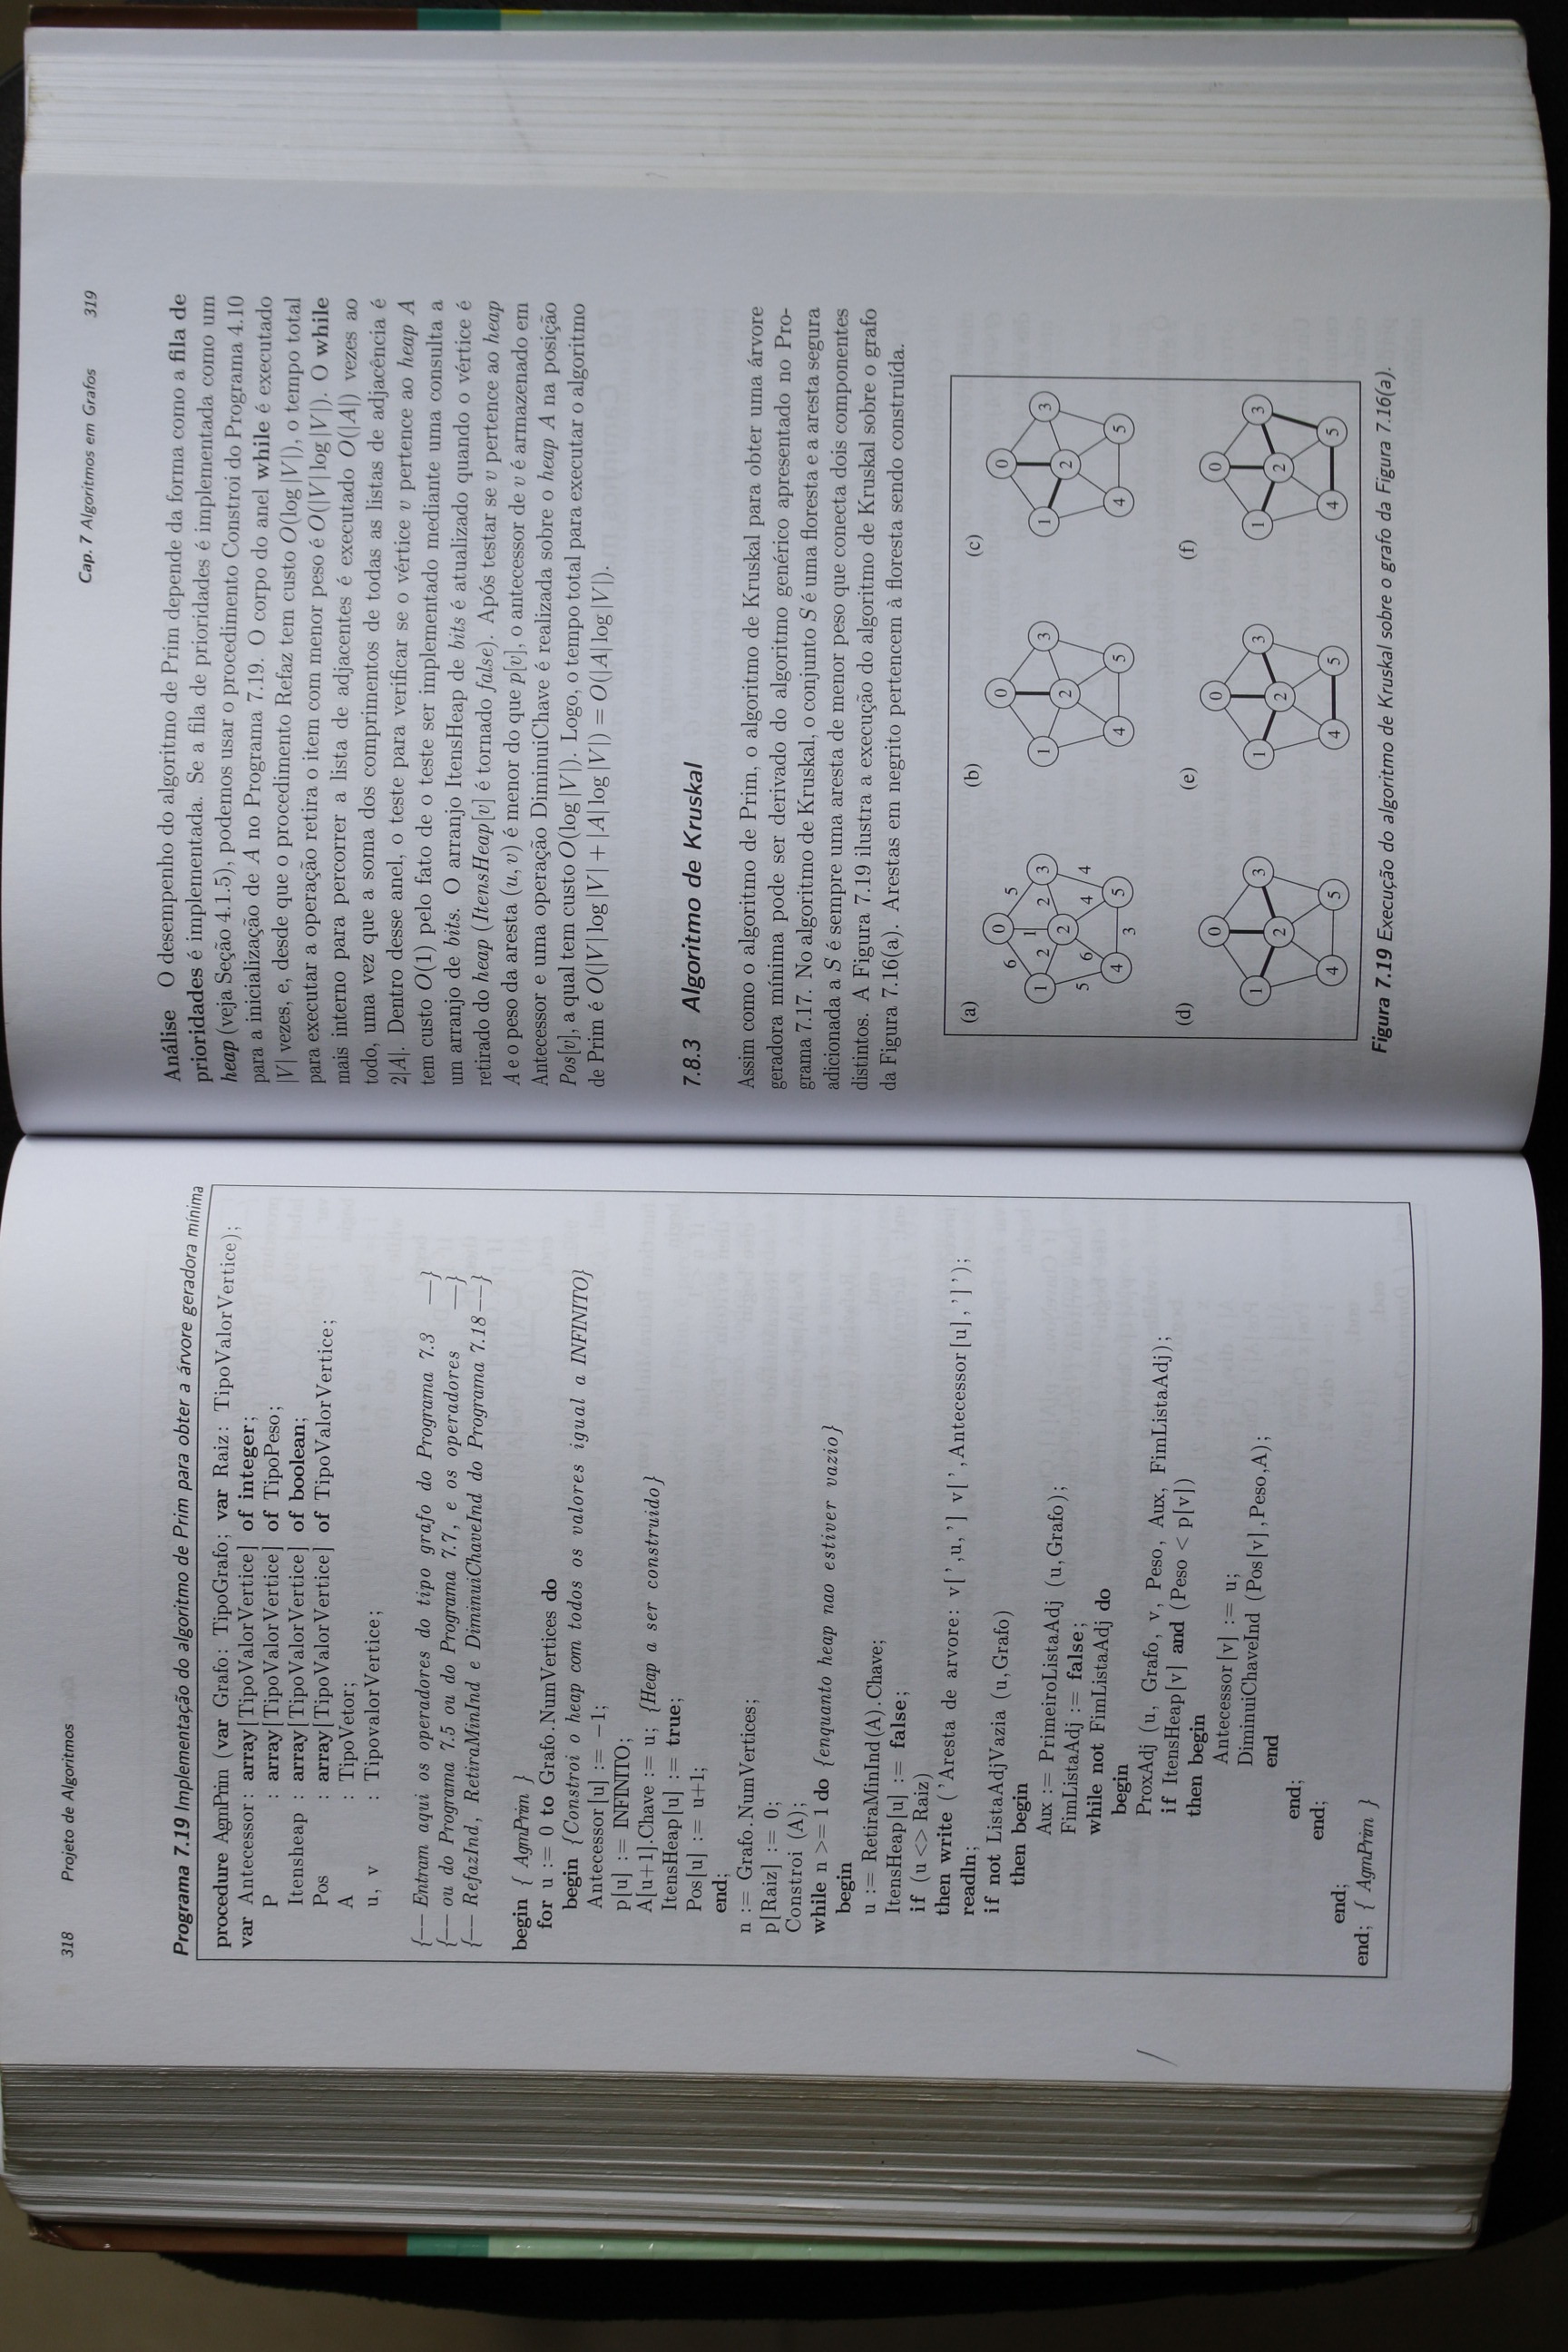 318 Projeto de Algoritmos
Programa 7.19 Implementação do algoritmo de Prim para obter a árvore geradora mínima
procedure AgmPrim (var Grafo: TipoGrafo; var Raiz: TipoValorVertice);
var Antecessor: array[TipoValorVertice] of integer;
P : array[TipoValorVertice] of TipoPeso;
Itensheap : array[TipoValorVertice] of boolean;
Pos : array[TipoValorVertice] of TipoValorVertice;
A : TipoVetor;
u, v : TipovalorVertice;
{—— Entram aqui os operadores do tipo grafo do Programa 7.3 ——}
{—— ou do Programa 7.5 ou do Programa 7.7, e os operadores ——}
{—— RefazInd, RetiraMinInd e DiminuiChaveInd do Programa 7.18——}
begin { AgmPrim }
for u := 0 to Grafo.NumVertices do
begin {Constroi o heap com todos os valores igual a INFINITO}
Antecessor[u] := −1;
p[u] := INFINITO;
A[u+1].Chave := u; {Heap a ser construido}
ItensHeap[u] := true;
Pos[u] := u+1;
end;
n := Grafo.NumVertices;
p[Raiz] := 0;
Constroi (A);
while n >= 1 do {enquanto heap nao estiver vazio}
begin
u := RetiraMinInd(A).Chave;
ItensHeap[u] := false;
if (u <> Raiz)
then write ('Aresta de arvore: v[',u,'] v[',Antecessor[u],']');
readln;
if not ListaAdjVazia (u,Grafo)
then begin
Aux := PrimeiroListaAdj (u,Grafo);
FimListaAdj := false;
while not FimListaAdj do
begin
ProxAdj (u, Grafo, v, Peso, Aux, FimListaAdj);
if ItensHeap[v] and (Peso < p[v])
then begin
Antecessor[v] := u;
DiminuiChaveInd (Pos[v],Peso,A);
end
end;
end;
end;
end; { AgmPrim }
Cap. 7 Algoritmos em Grafos 319
Análise O desempenho do algoritmo de Prim depende da forma como a fila de
prioridades é implementada. Se a fila de prioridades é implementada como um
heap (veja Seção 4.1.5), podemos usar o procedimento Constroi do Programa 4.10
para a inicialização de A no Programa 7.19. O corpo do anel while é executado
|V| vezes, e, desde que o procedimento Refaz tem custo O(log |V|), o tempo total
para executar a operação retira o item com menor peso é O(|V| log |V|). O while
mais interno para percorrer a lista de adjacentes é executado O(|A|) vezes ao
todo, uma vez que a soma dos comprimentos de todas as listas de adjacência é
2|A|. Dentro desse anel, o teste para verificar se o vértice v pertence ao heap A
tem custo O(1) pelo fato de o teste ser implementado mediante uma consulta a
um arranjo de bits. O arranjo ItensHeap de bits é atualizado quando o vértice é
retirado do heap (ItensHeap[v] é tornado false). Após testar se v pertence ao heap
A e o peso da aresta (u, v) é menor do que p[v], o antecessor de v é armazenado em
Antecessor e uma operação DiminuiChave é realizada sobre o heap A na posição
Pos[v], a qual tem custo O(log |V|). Logo, o tempo total para executar o algoritmo
de Prim é O(|V| log |V| + |A| log |V|) = O(|A| log |V|).
7.8.3 Algoritmo de Kruskal
Assim como o algoritmo de Prim, o algoritmo de Kruskal para obter uma árvore
geradora mínima pode ser derivado do algoritmo genérico apresentado no Pro-
grama 7.17. No algoritmo de Kruskal, o conjunto S é uma floresta e a aresta segura
adicionada a S é sempre uma aresta de menor peso que conecta dois componentes
distintos. A Figura 7.19 ilustra a execução do algoritmo de Kruskal sobre o grafo
da Figura 7.16(a). Arestas em negrito pertencem à floresta sendo construída.
(a) (b) (c)
0 0 0
6 5
1
1 2 2 3 1 3 1 3
2 2 2
5 6 4 4
4 5 4 5 4 5
3
(d) (e) (f)
0 0 0
1 3 1 3 1 3
2 2 2
4 5 4 5 4 5
Figura 7.19 Execução do algoritmo de Kruskal sobre o grafo da Figura 7.16(a).